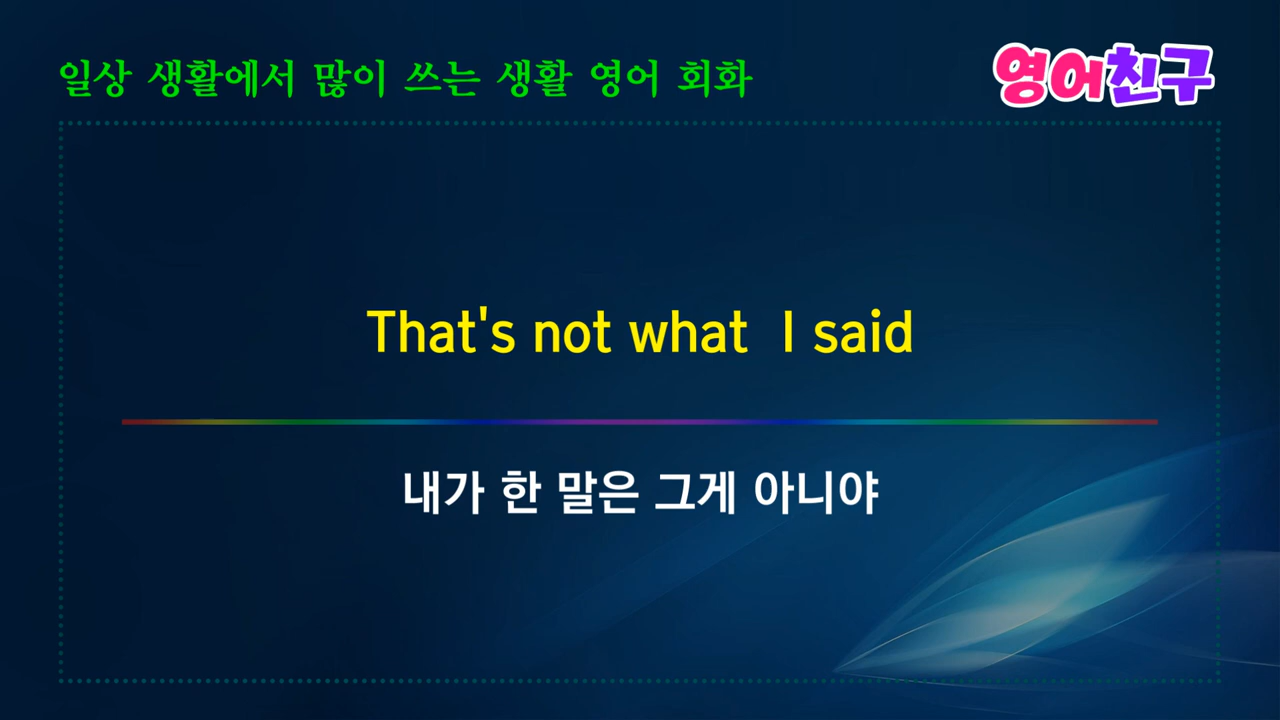 일상 생활에서 많이 쓰는 생활 영어 회화
영어친구
That's not what I said
내가 한 말은 그게 아니야